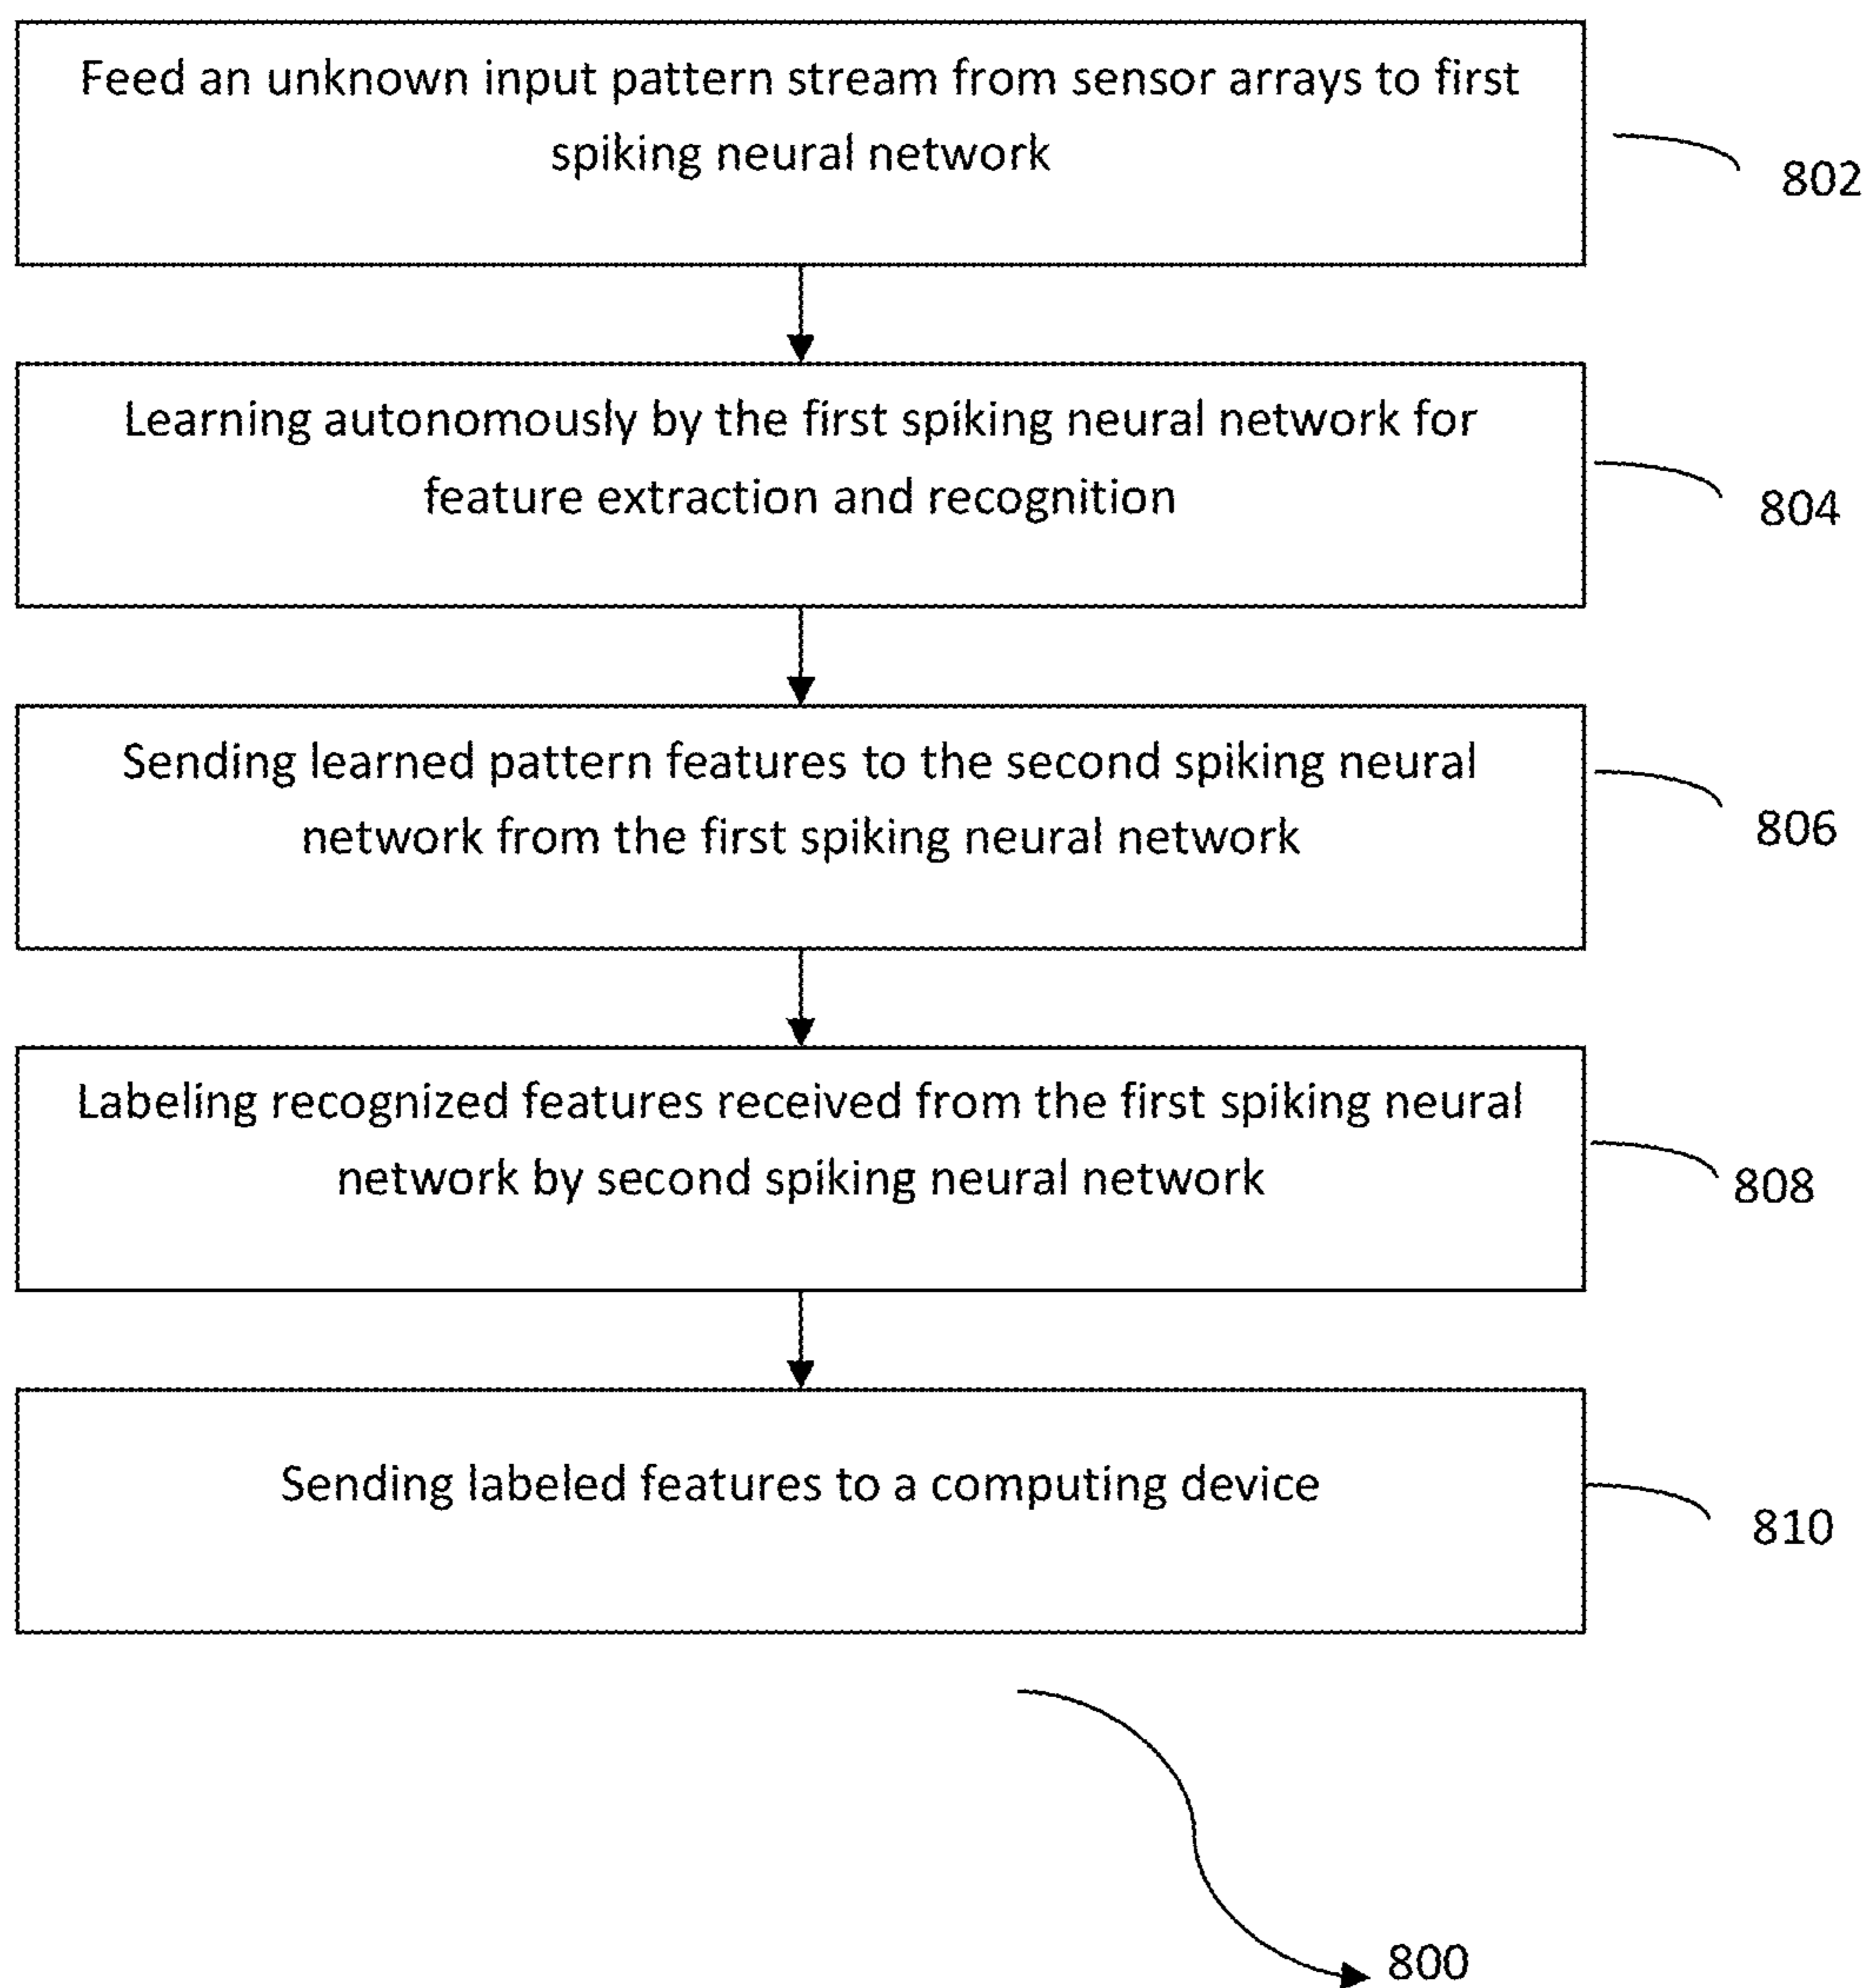 Feed an unknown input pattern stream from sensor arrays to first
spiking neural network
802
Learning autonomously by the first spiking neural network for
feature extraction and recognition
804
Sending learned pattern features to the second spiking neural
network from the first spiking neural network
806
Labeling recognized features received from the first spiking neural
network by second spiking neural network
808
Sending labeled features to a computing device
810
800